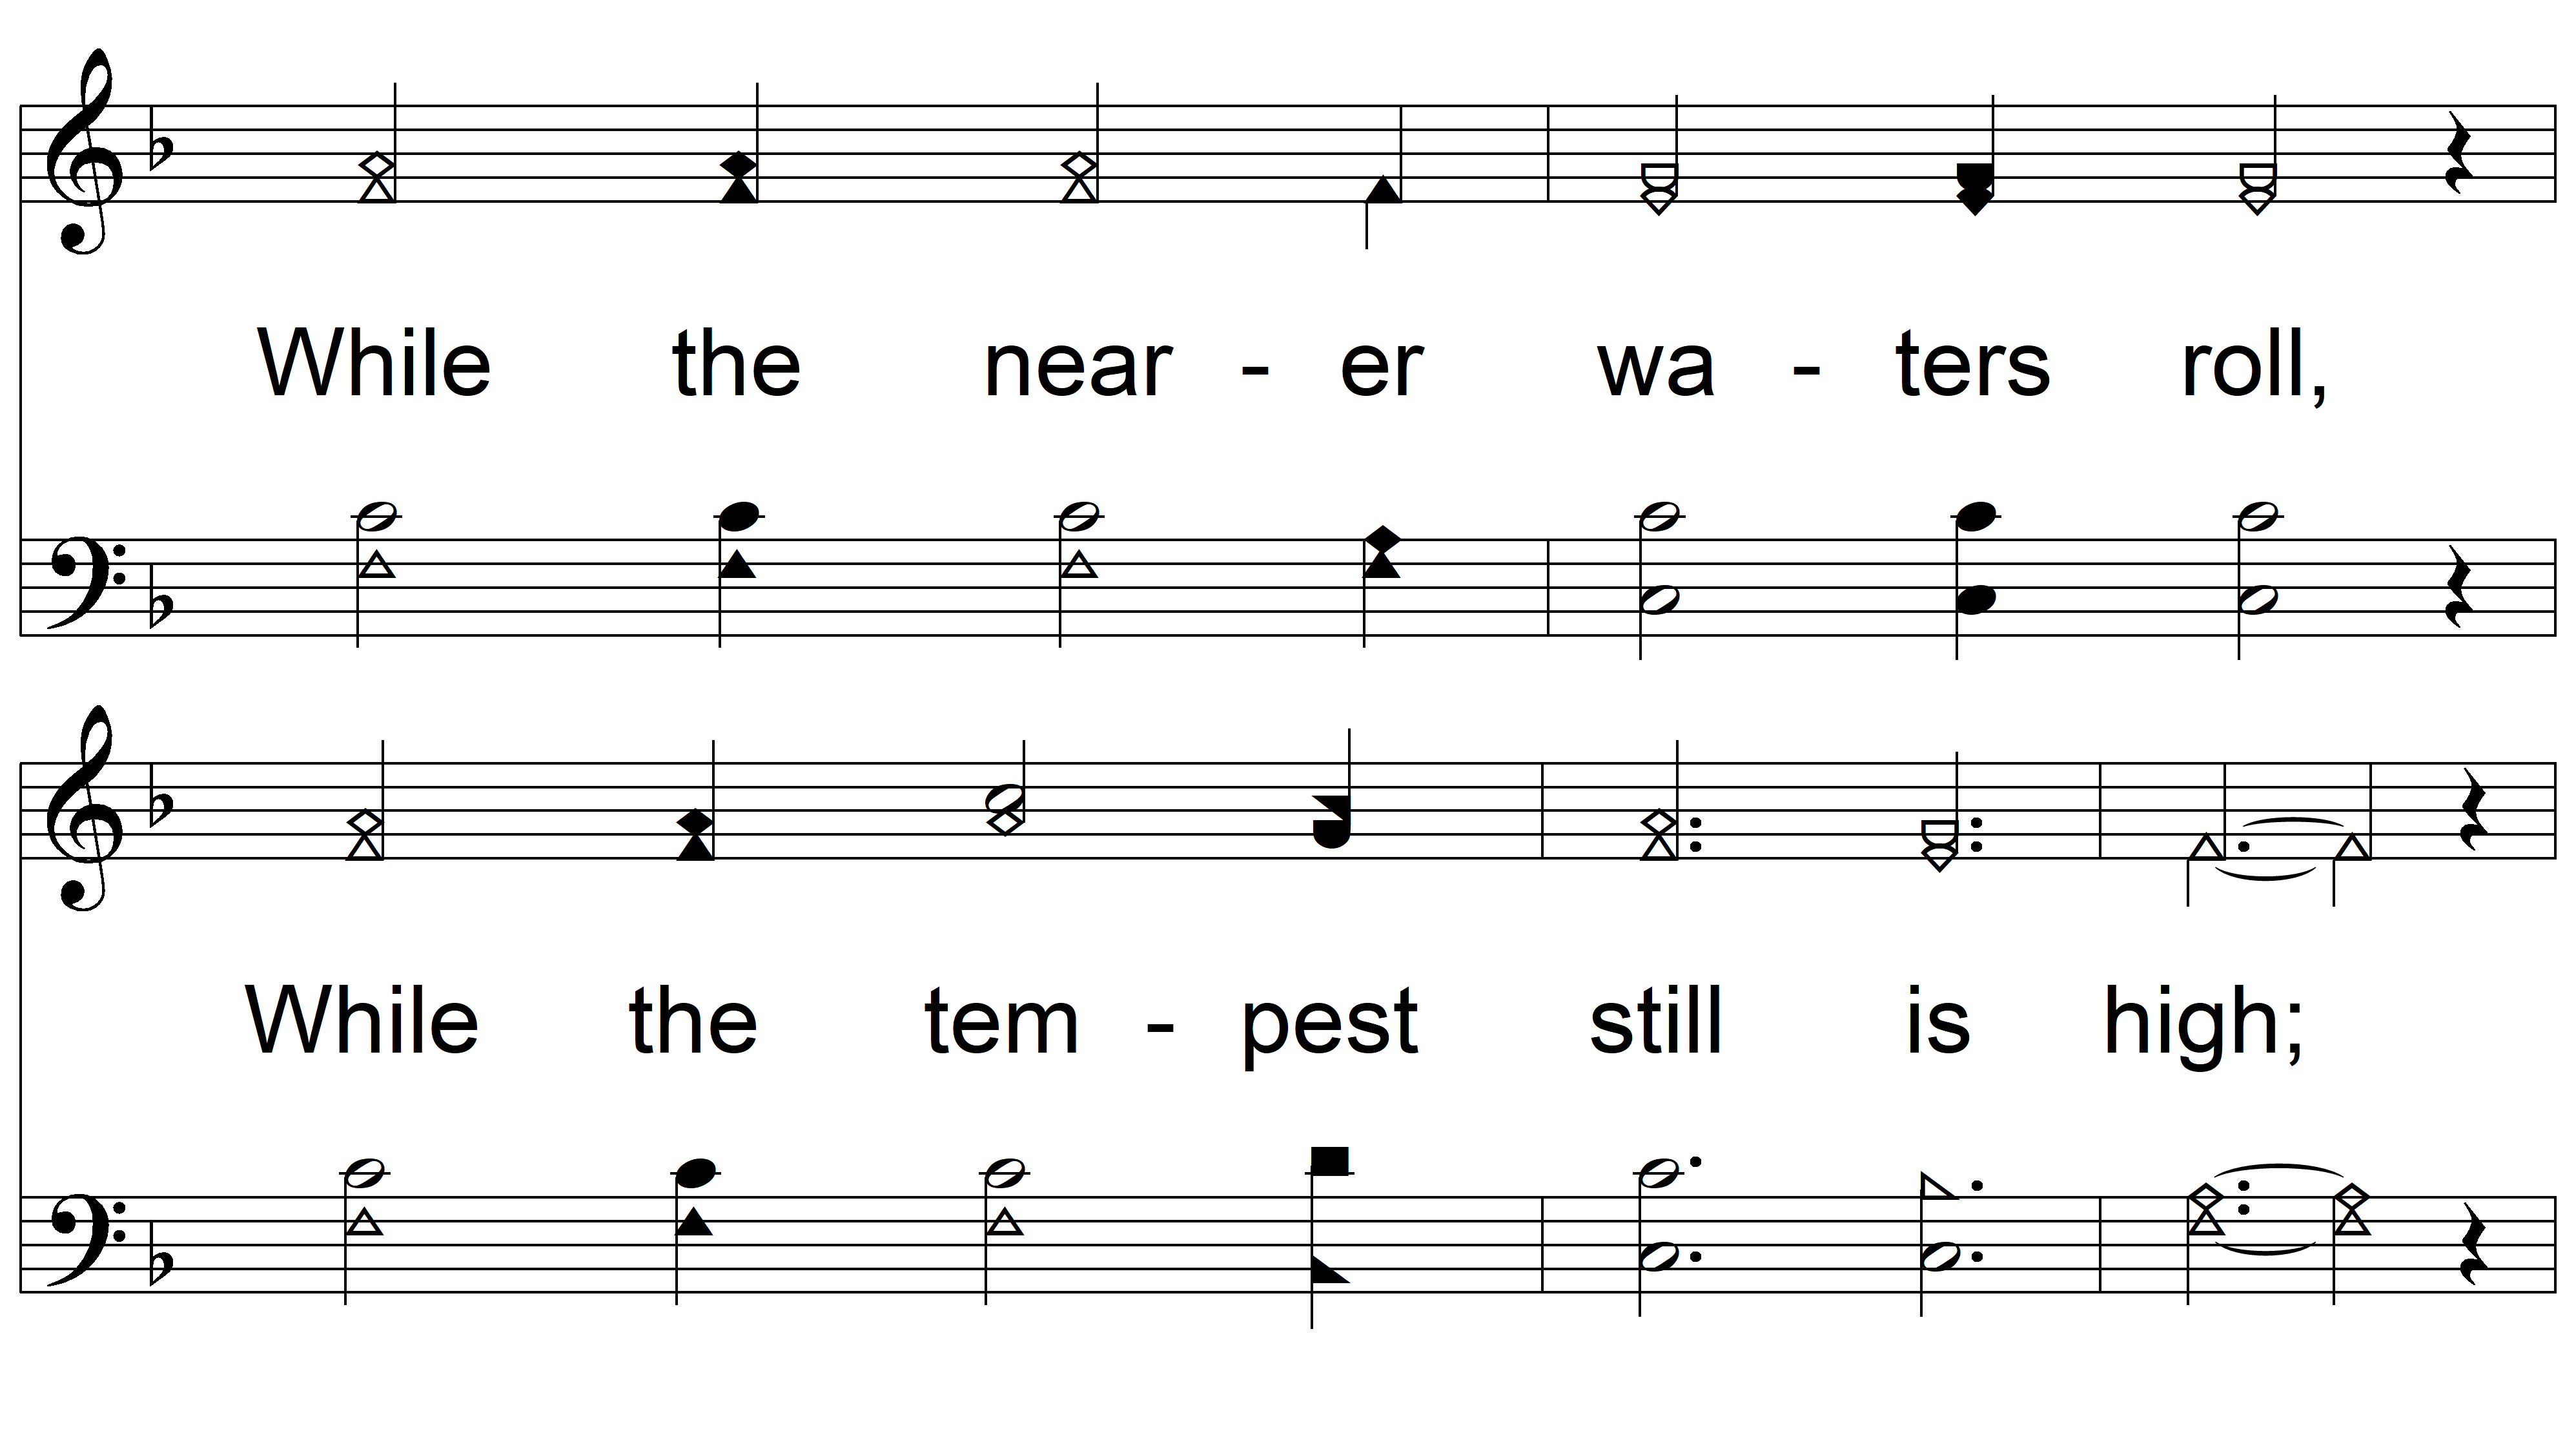 While the near - er wa - ters roll,
While the tem - pest still is high;